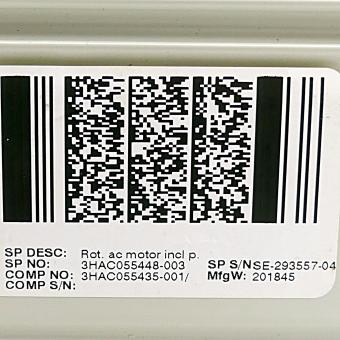 SP DESC: Rot. ac motor incl p.
SP NO: 3HAC055448-003 SP S/N SE-293557-04
COMP NO: 3HAC055435-001/ MfgW: 201845
COMP S/N: